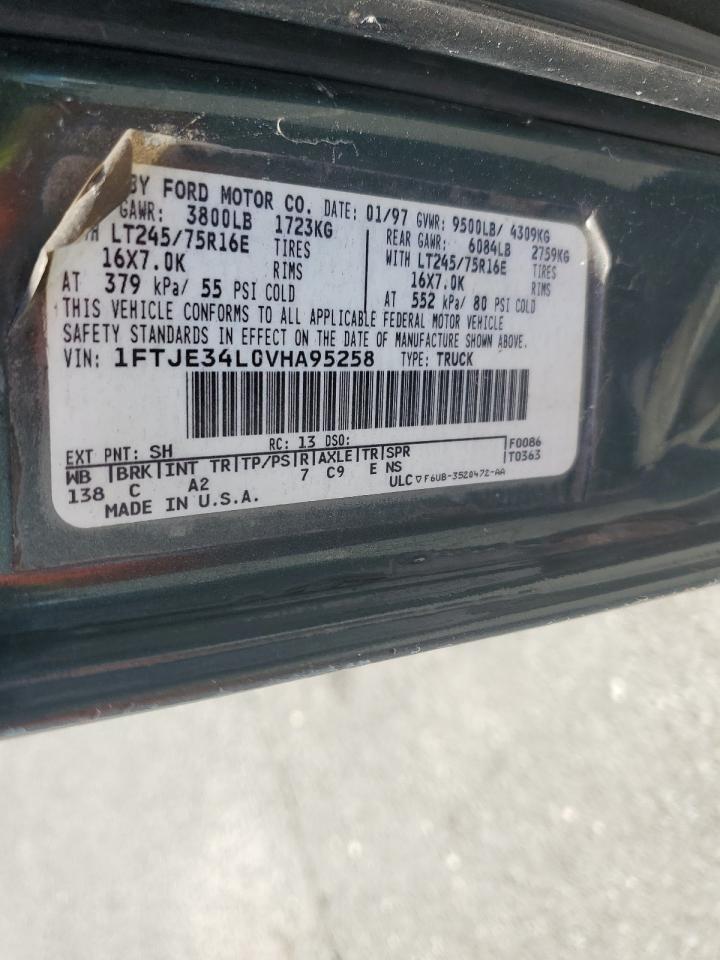 BY FORD MOTOR CO. DATE: 01/97 GVWR: 9500LB/ 4309KG
GAWR: 3800LB 1723KG REAR GAWR: 6084LB 2759KG
LT245/75R16E TIRES WITH LT245/75R16E TIRES
16X7.0K RIMS 16X7.0K RIMS
AT 379 kPa/ 55 PSI COLD AT 552 kPa/ 80 PSI COLD
THIS VEHICLE CONFORMS TO ALL APPLICABLE FEDERAL MOTOR VEHICLE
SAFETY STANDARDS IN EFFECT ON THE DATE OF MANUFACTURE SHOWN ABOVE.
VIN: 1FTJE34L0VHA95258 TYPE: TRUCK
EXT PNT: SH RC: 13 DSO: F0086
WB BRK INT TR TP/PS R AXLE TR SPR T0363
138 C A2 7 C9 E NS
MADE IN U.S.A. ULC F6UB-3520472-AA